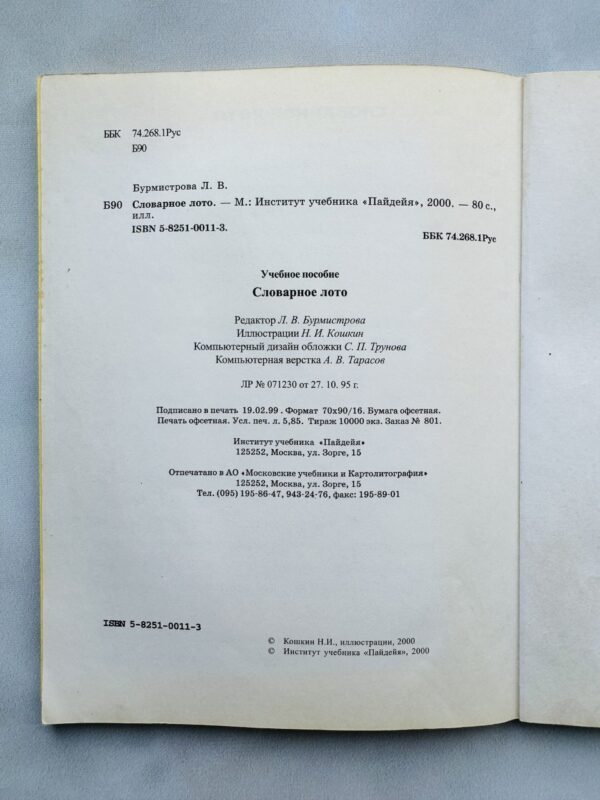 ББК 74.268.1Рус
Б90
Бурмистрова Л. В.
Б90 Словарное лото. — М.: Институт учебника «Пайдейя», 2000. — 80 с.,
илл.
ISBN 5-8251-0011-3.
ББК 74.268.1Рус
Учебное пособие
Словарное лото
Редактор Л. В. Бурмистрова
Иллюстрации Н. И. Кошкин
Компьютерный дизайн обложки С. П. Трунова
Компьютерная верстка А. В. Тарасов
ЛР № 071230 от 27. 10. 95 г.
Подписано в печать 19.02.99 . Формат 70х90/16. Бумага офсетная.
Печать офсетная. Усл. печ. л. 5,85. Тираж 10000 экз. Заказ № 801.
Институт учебника «Пайдейя»
125252, Москва, ул. Зорге, 15
Отпечатано в АО «Московские учебники и Картолитография»
125252, Москва, ул. Зорге, 15
Тел. (095) 195-86-47, 943-24-76, факс: 195-89-01
ISBN 5-8251-0011-3
© Кошкин Н.И., иллюстрации, 2000
© Институт учебника «Пайдейя», 2000